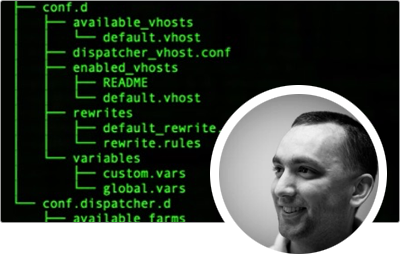 conf.d
available_vhosts
default.vhost
dispatcher_vhost.conf
enabled_vhosts
README
default.vhost
rewrites
default_rewrite.
rewrite.rules
variables
custom.vars
global.vars
conf.dispatcher.d
available_farms